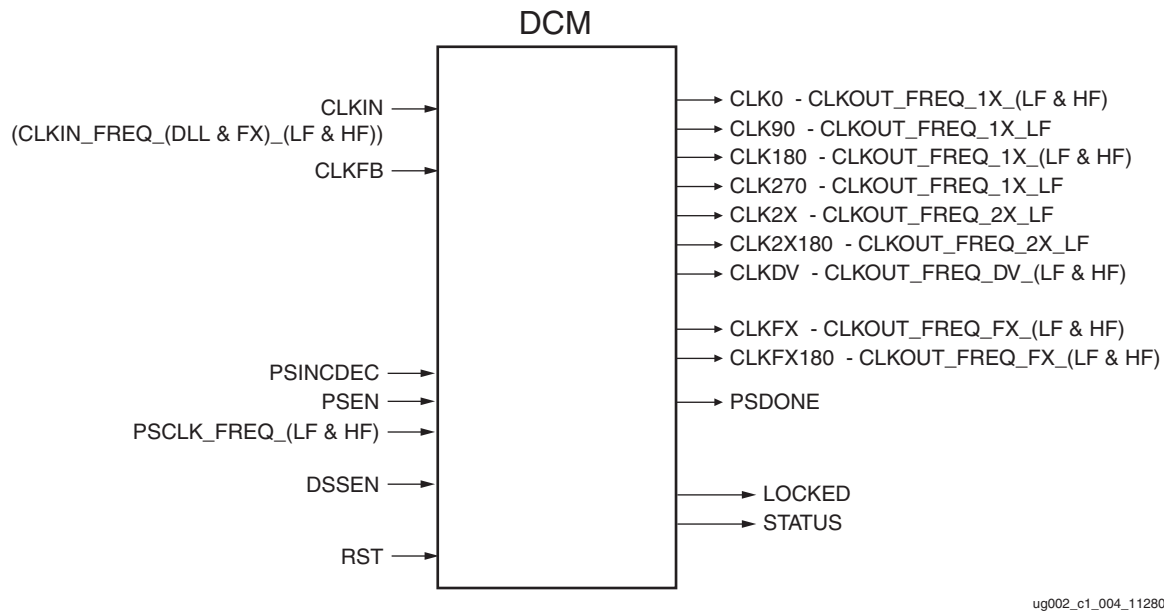 DCM
CLKIN
(CLKIN_FREQ_(DLL & FX)_(LF & HF))
CLKFB
PSINCDEC
PSEN
PSCLK_FREQ_(LF & HF)
DSSEN
RST
CLK0 - CLKOUT_FREQ_1X_(LF & HF)
CLK90 - CLKOUT_FREQ_1X_LF
CLK180 - CLKOUT_FREQ_1X_(LF & HF)
CLK270 - CLKOUT_FREQ_1X_LF
CLK2X - CLKOUT_FREQ_2X_LF
CLK2X180 - CLKOUT_FREQ_2X_LF
CLKDV - CLKOUT_FREQ_DV_(LF & HF)
CLKFX - CLKOUT_FREQ_FX_(LF & HF)
CLKFX180 - CLKOUT_FREQ_FX_(LF & HF)
PSDONE
LOCKED
STATUS
ug002_c1_004_11280